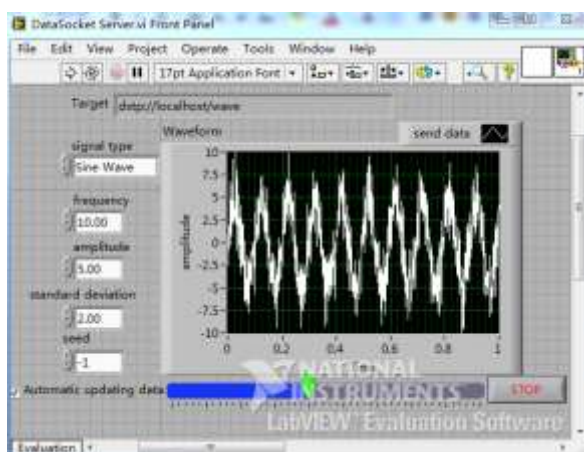 DataSocket Server.vi Front Panel
File Edit View Project Operate Tools Window Help
17pt Application Font
Target dstp://localhost/wave
Waveform
send data
signal type
Sine Wave
frequency
10.00
amplitude
5.00
standard deviation
2.00
seed
-1
amplitude
10
7.5
5
2.5
0
-2.5
-5
-7.5
-10
0 0.2 0.4 0.6 0.8 1
Automatic updating data
STOP
NATIONAL
INSTRUMENTS
LabVIEW Evaluation Software
Evaluation